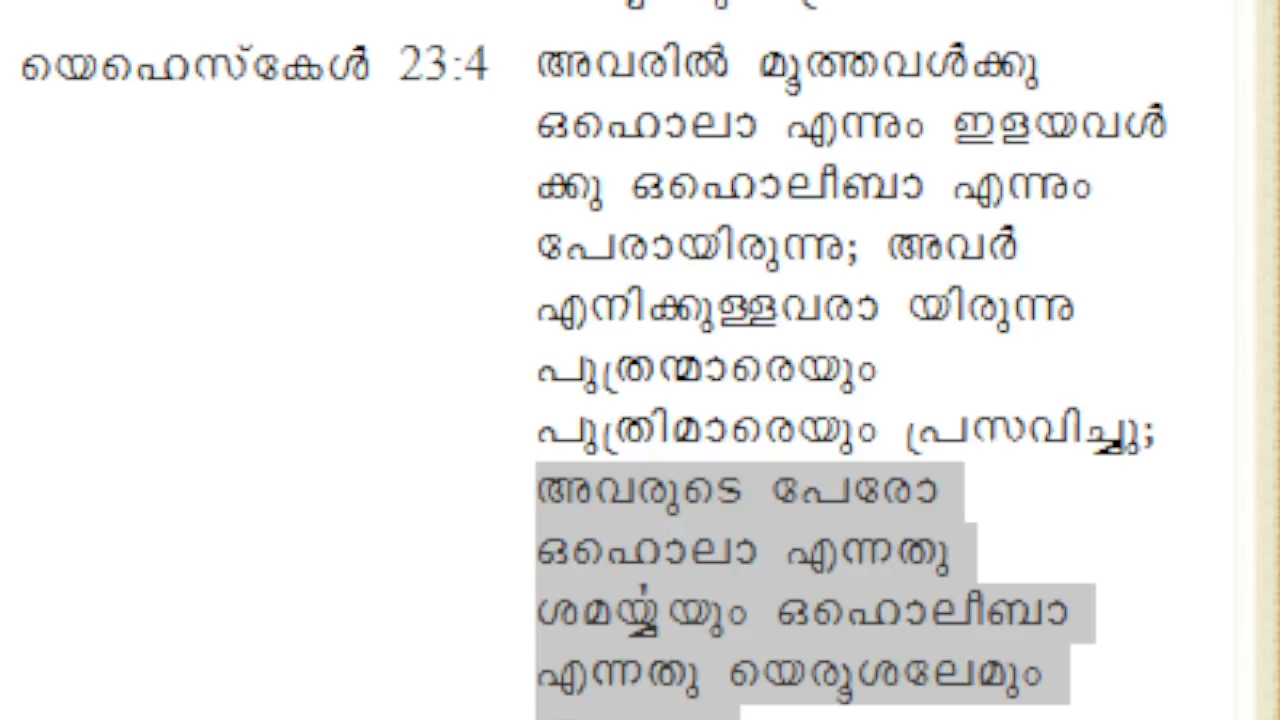 യെഹെസ്കേൽ 23:4 അവരിൽ മൂത്തവൾക്കു
ഒഹൊലാ എന്നും ഇളയവൾ
ക്കു ഒഹൊലീബാ എന്നും
പേരായിരുന്നു; അവർ
എനിക്കുള്ളവരാ യിരുന്നു
പുത്രന്മാരെയും
പുത്രിമാരെയും പ്രസവിച്ചു;
അവരുടെ പേരോ
ഒഹൊലാ എന്നതു
ശമര്യ്യയും ഒഹൊലീബാ
എന്നതു യെരൂശലേമും